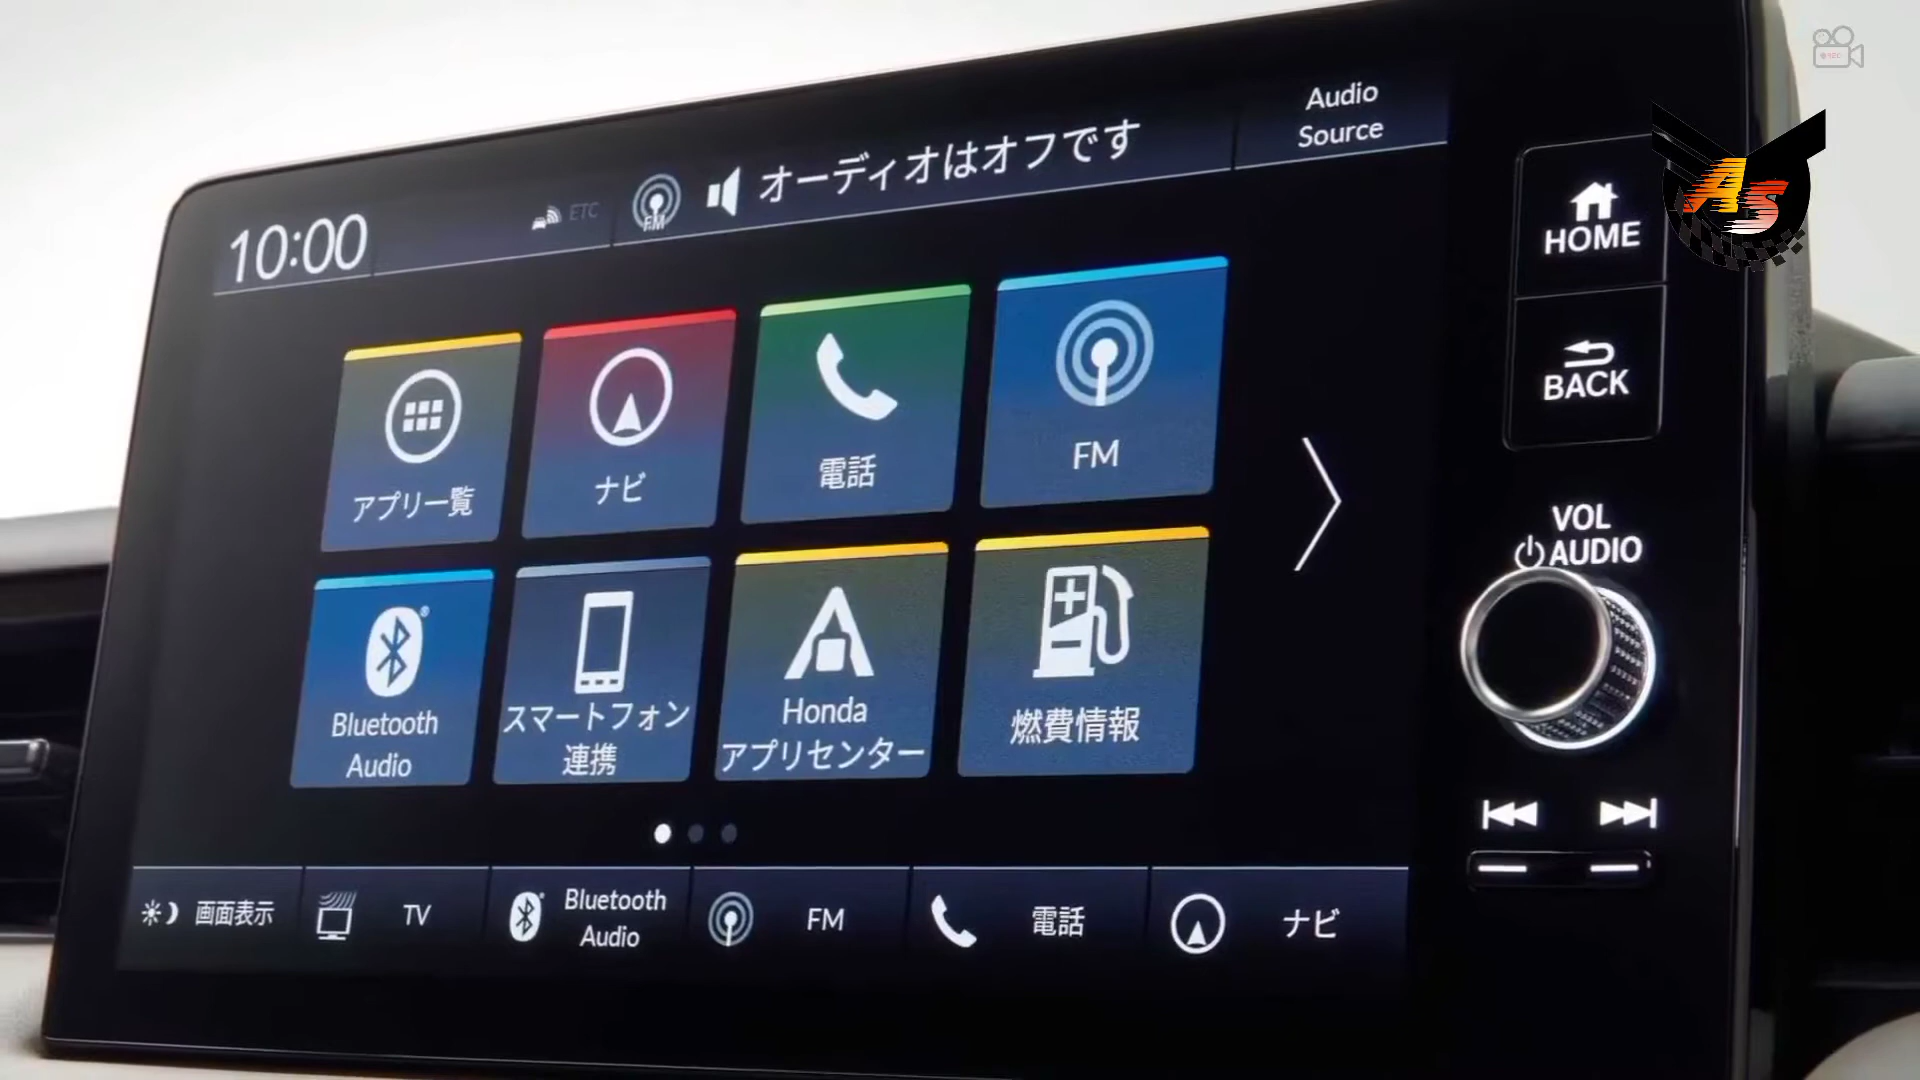 Audio
Source
オーディオはオフです
FM
ETC
10:00
HOME
BACK
アプリ一覧
ナビ
電話
FM
Bluetooth
Audio
スマートフォン
連携
Honda
アプリセンター
燃費情報
VOL
AUDIO
画面表示
TV
Bluetooth
Audio
FM
電話
ナビ
AS
REC